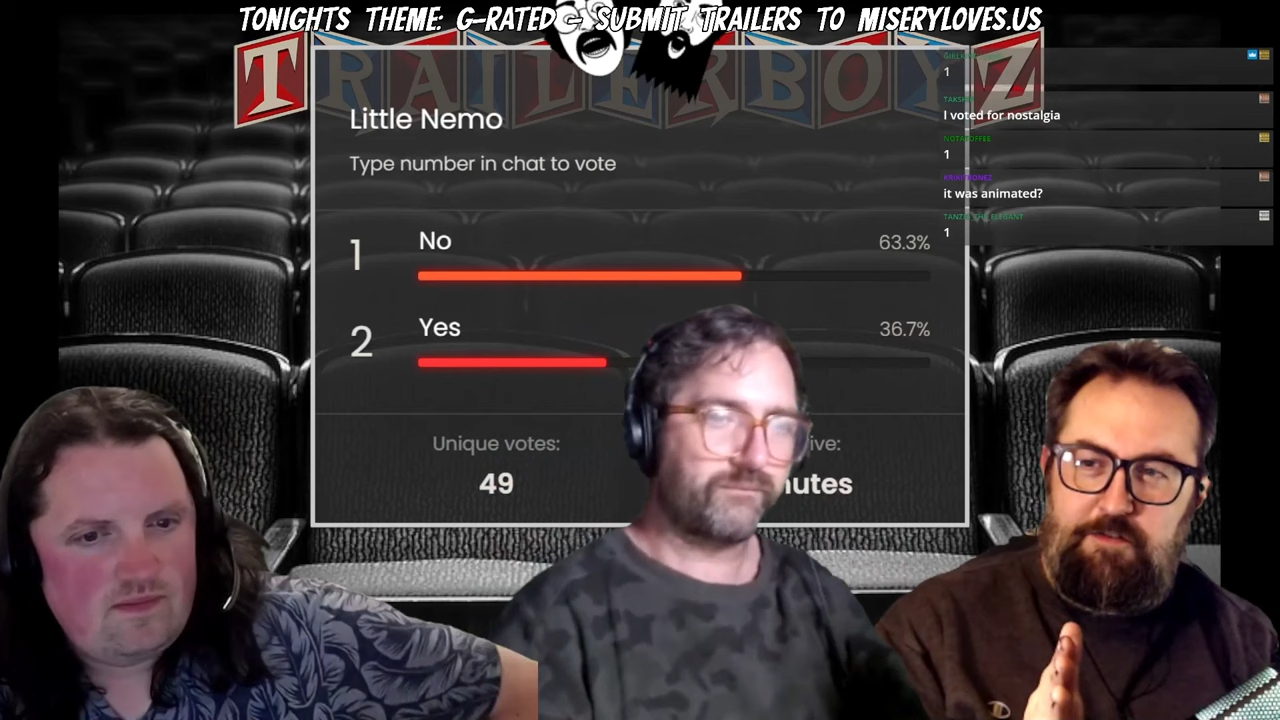 TONIGHTS THEME: G-RATED - SUBMIT TRAILERS TO MISERYLOVES.US
TRAILERBOYZ
Little Nemo
Type number in chat to vote
1 No 63.3%
2 Yes 36.7%
Unique votes:
49
ive:
nutes
1
I voted for nostalgia
1
it was animated?
1